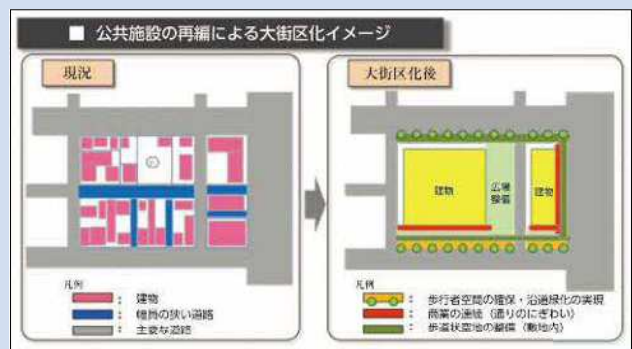 ■ 公共施設の再編による大街区化イメージ
現況
凡例
： 建物
： 幅員の狭い道路
： 主要な道路
大街区化後
建物
広場
整備
建物
凡例
： 歩行者空間の確保・沿道緑化の実現
： 商業の連続（通りのにぎわい）
： 歩道状空地の整備（敷地内）